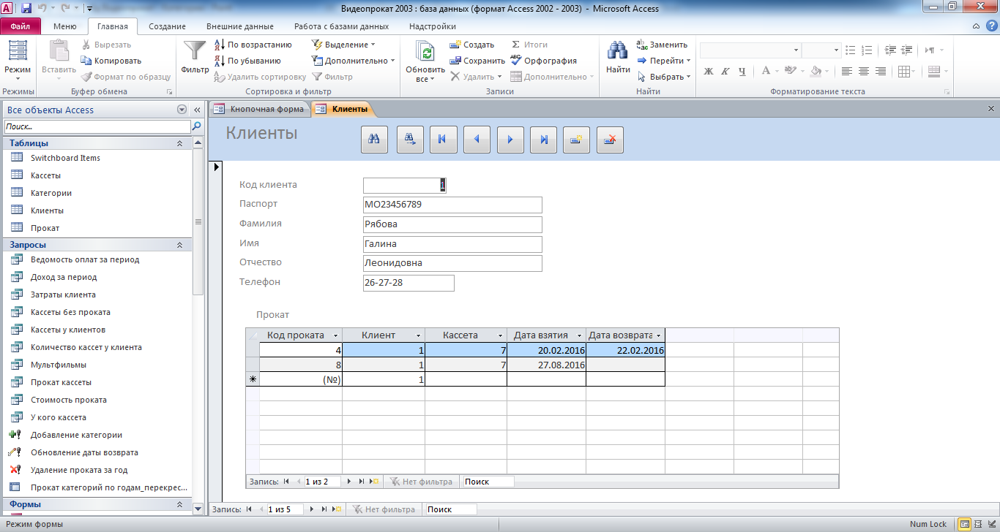 Видеопрокат 2003 : база данных (формат Access 2002 - 2003) - Microsoft Access
Файл Меню Главная Создание Внешние данные Работа с базами данных Надстройки
Режим
Режимы
Вставить
Вырезать
Копировать
Формат по образцу
Буфер обмена
Фильтр
По возрастанию
По убыванию
Удалить сортировку
Выделение
Дополнительно
Фильтр
Сортировка и фильтр
Обновить все
Создать
Сохранить
Удалить
Итоги
Орфография
Дополнительно
Записи
Найти
Заменить
Перейти
Выбрать
Найти
Ж К Ч А
Форматирование текста
Все объекты Access
Поиск...
Таблицы
Switchboard Items
Кассеты
Категории
Клиенты
Прокат
Запросы
Ведомость оплат за период
Доход за период
Затраты клиента
Кассеты без проката
Кассеты у клиентов
Количество кассет у клиента
Мультфильмы
Прокат кассеты
Стоимость проката
У кого кассета
Добавление категории
Обновление даты возврата
Удаление проката за год
Прокат категорий по годам_перекрес...
Формы
Кнопочная форма Клиенты
Клиенты
Код клиента 1
Паспорт МО23456789
Фамилия Рябова
Имя Галина
Отчество Леонидовна
Телефон 26-27-28
Прокат
Код проката Клиент Кассета Дата взятия Дата возврата
4 1 7 20.02.2016 22.02.2016
8 1 7 27.08.2016
(№) 1
Запись: 1 из 2 Нет фильтра Поиск
Запись: 1 из 5 Нет фильтра Поиск
Режим формы Num Lock